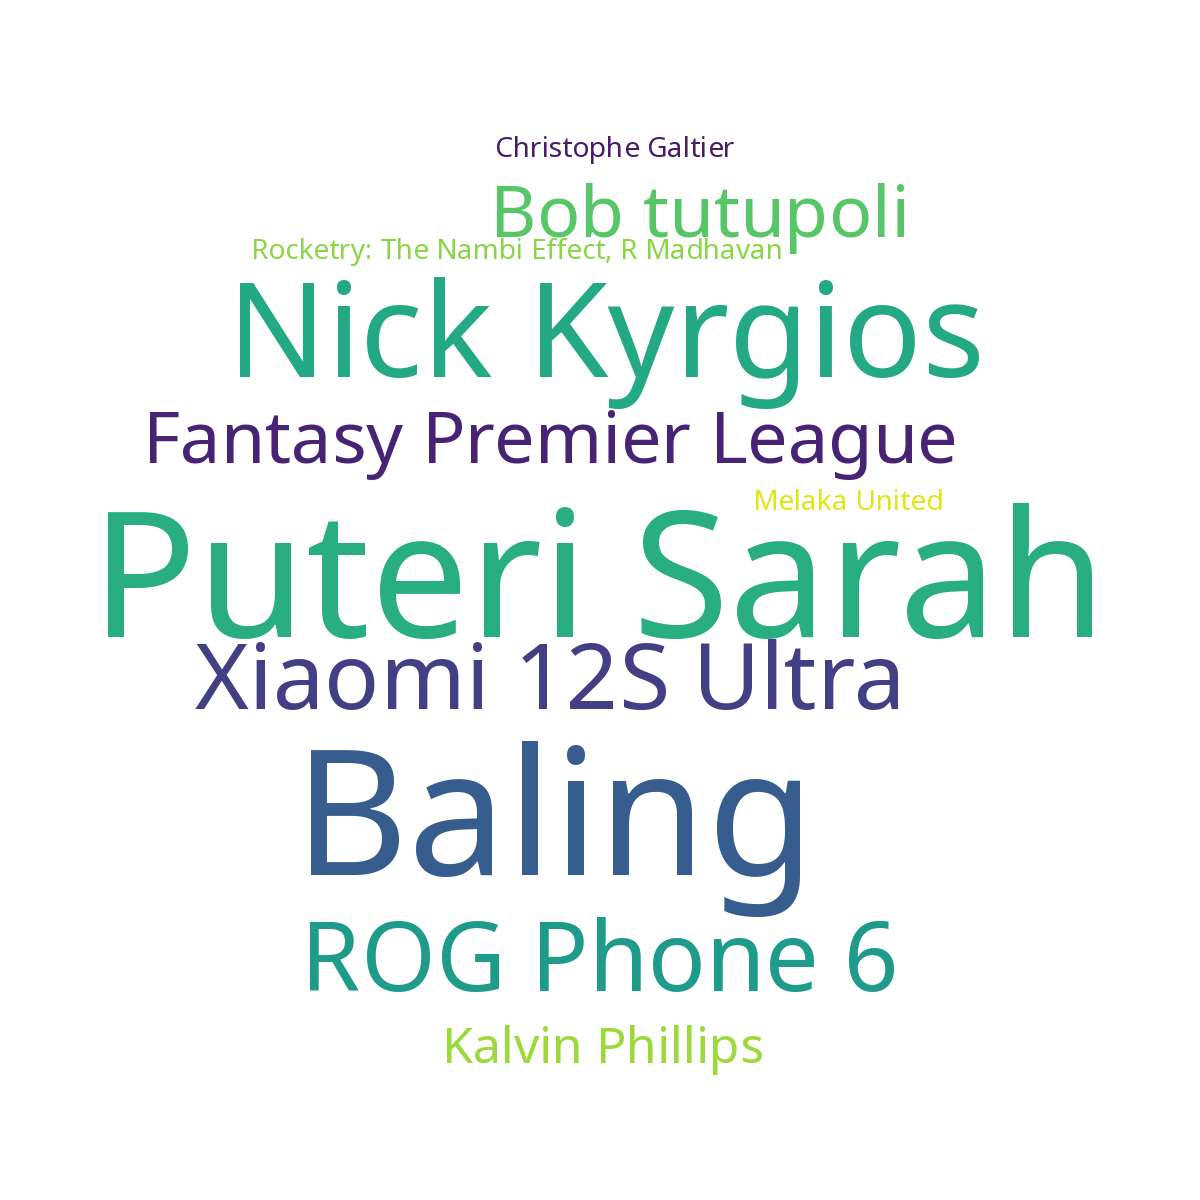 Christophe Galtier
Bob tutupoli
Rocketry: The Nambi Effect, R Madhavan
Nick Kyrgios
Fantasy Premier League
Melaka United
Puteri Sarah
Xiaomi 12S Ultra
Baling
ROG Phone 6
Kalvin Phillips